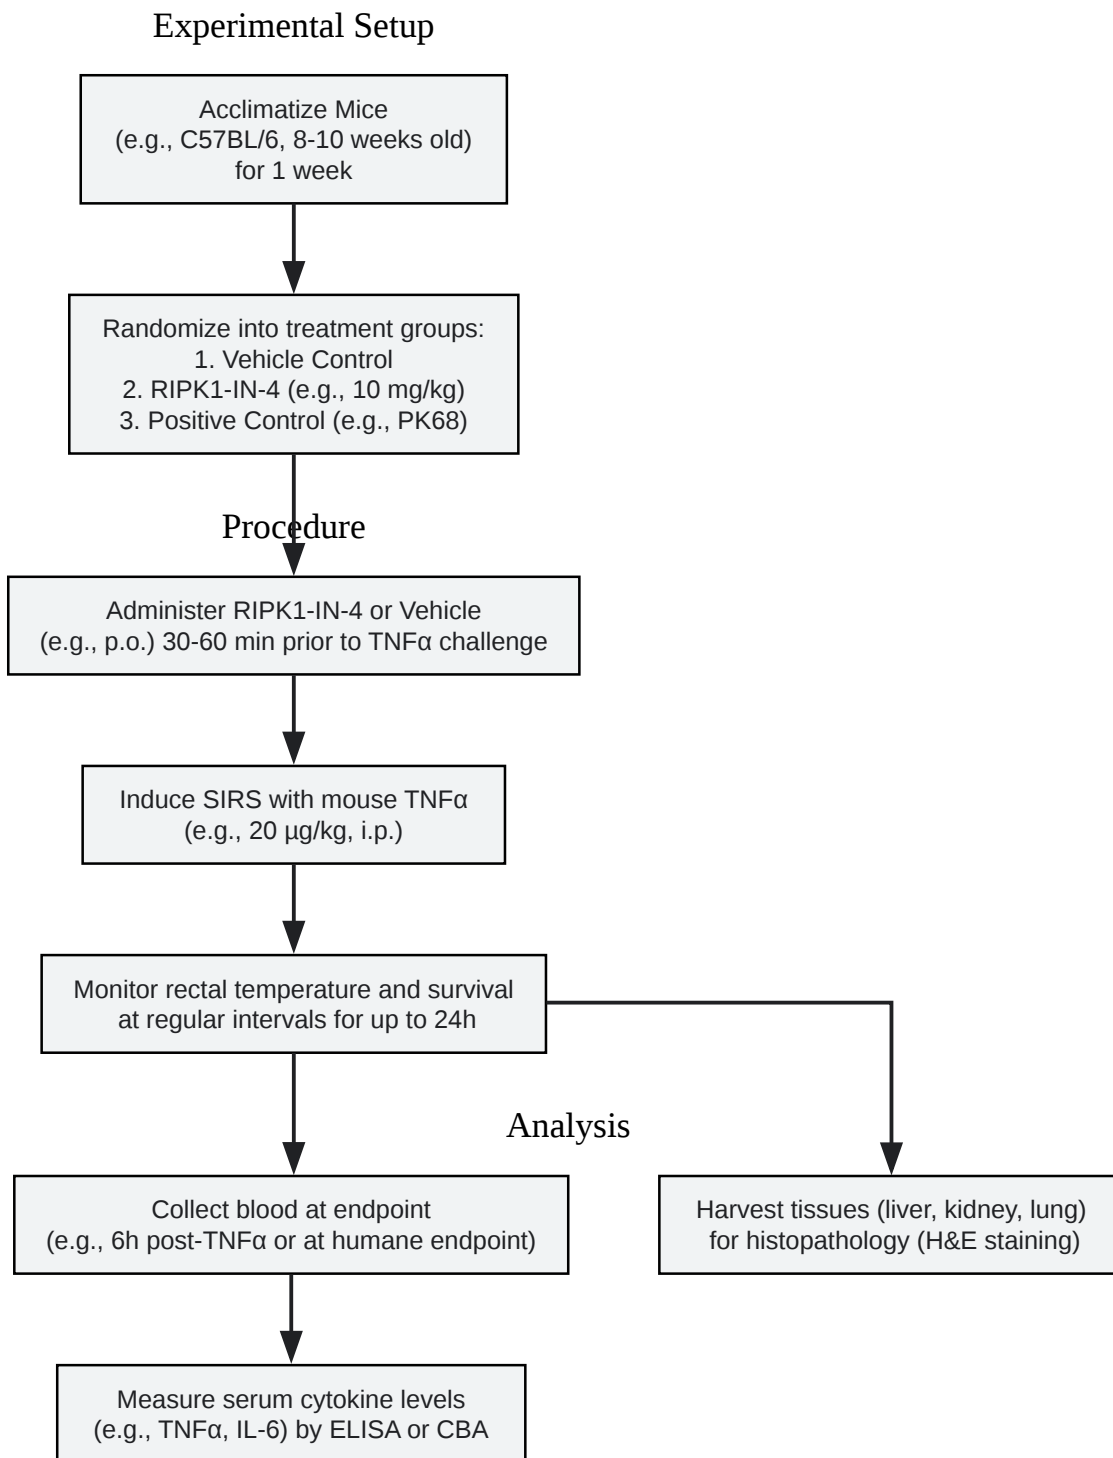 Experimental Setup
Acclimatize Mice
(e.g., C57BL/6, 8-10 weeks old)
for 1 week
Randomize into treatment groups:
1. Vehicle Control
2. RIPK1-IN-4 (e.g., 10 mg/kg)
3. Positive Control (e.g., PK68)
Procedure
Administer RIPK1-IN-4 or Vehicle
(e.g., p.o.) 30-60 min prior to TNFα challenge
Induce SIRS with mouse TNFα
(e.g., 20 µg/kg, i.p.)
Monitor rectal temperature and survival
at regular intervals for up to 24h
Analysis
Collect blood at endpoint
(e.g., 6h post-TNFα or at humane endpoint)
Harvest tissues (liver, kidney, lung)
for histopathology (H&E staining)
Measure serum cytokine levels
(e.g., TNFα, IL-6) by ELISA or CBA